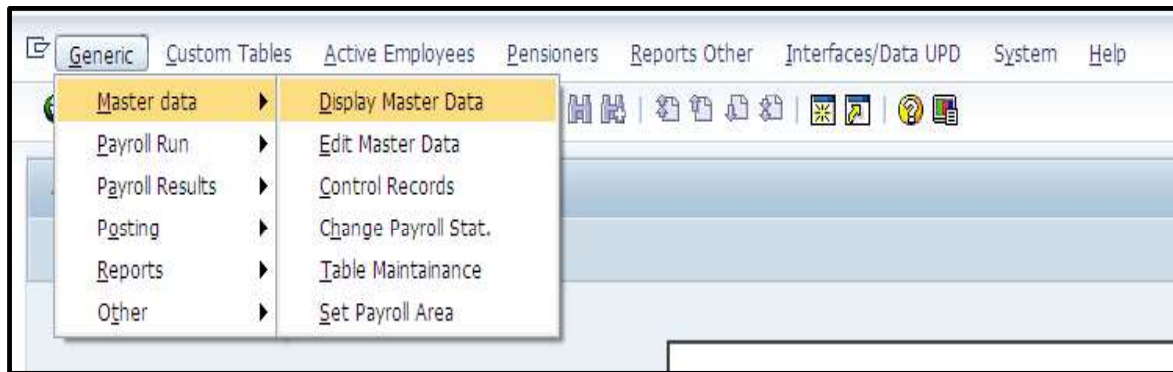 Generic Custom Tables Active Employees Pensioners Reports Other Interfaces/Data UPD System Help
Master data
Payroll Run
Payroll Results
Posting
Reports
Other
Display Master Data
Edit Master Data
Control Records
Change Payroll Stat.
Table Maintainance
Set Payroll Area